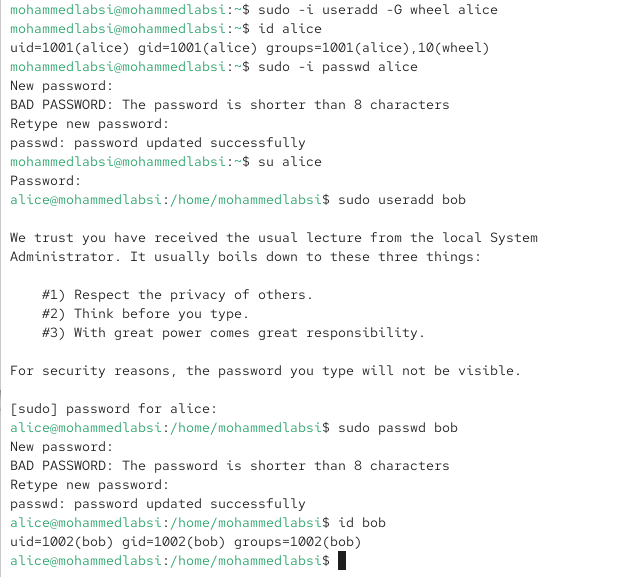 mohammedlabsi@mohammedlabsi:~$ sudo -i useradd -G wheel alice
mohammedlabsi@mohammedlabsi:~$ id alice
uid=1001(alice) gid=1001(alice) groups=1001(alice),10(wheel)
mohammedlabsi@mohammedlabsi:~$ sudo -i passwd alice
New password:
BAD PASSWORD: The password is shorter than 8 characters
Retype new password:
passwd: password updated successfully
mohammedlabsi@mohammedlabsi:~$ su alice
Password:
alice@mohammedlabsi:/home/mohammedlabsi$ sudo useradd bob
We trust you have received the usual lecture from the local System
Administrator. It usually boils down to these three things:
#1) Respect the privacy of others.
#2) Think before you type.
#3) With great power comes great responsibility.
For security reasons, the password you type will not be visible.
[sudo] password for alice:
alice@mohammedlabsi:/home/mohammedlabsi$ sudo passwd bob
New password:
BAD PASSWORD: The password is shorter than 8 characters
Retype new password:
passwd: password updated successfully
alice@mohammedlabsi:/home/mohammedlabsi$ id bob
uid=1002(bob) gid=1002(bob) groups=1002(bob)
alice@mohammedlabsi:/home/mohammedlabsi$